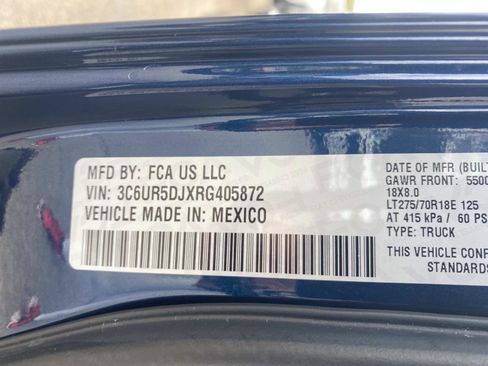 MFD BY: FCA US LLC
VIN: 3C6UR5DJXRG405872
VEHICLE MADE IN: MEXICO
DATE OF MFR (BUILT
GAWR FRONT: 5500
18X8.0
LT275/70R18E 125
AT 415 kPa / 60 PS
TYPE: TRUCK
THIS VEHICLE CONF
STANDARDS